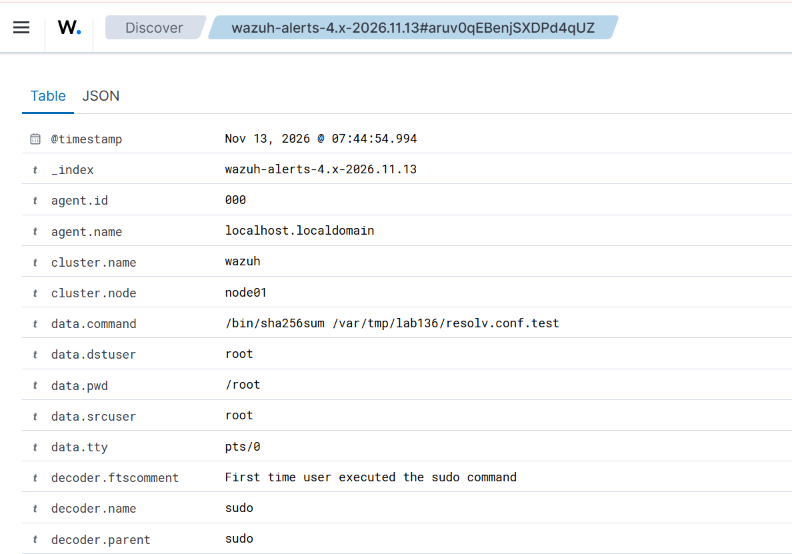 W.
Discover
wazuh-alerts-4.x-2026.11.13#aruv0qEBenjSXDPd4qUZ
Table JSON
@timestamp Nov 13, 2026 @ 07:44:54.994
t _index wazuh-alerts-4.x-2026.11.13
t agent.id 000
t agent.name localhost.localdomain
t cluster.name wazuh
t cluster.node node01
t data.command /bin/sha256sum /var/tmp/lab136/resolv.conf.test
t data.dstuser root
t data.pwd /root
t data.srcuser root
t data.tty pts/0
t decoder.ftscomment First time user executed the sudo command
t decoder.name sudo
t decoder.parent sudo